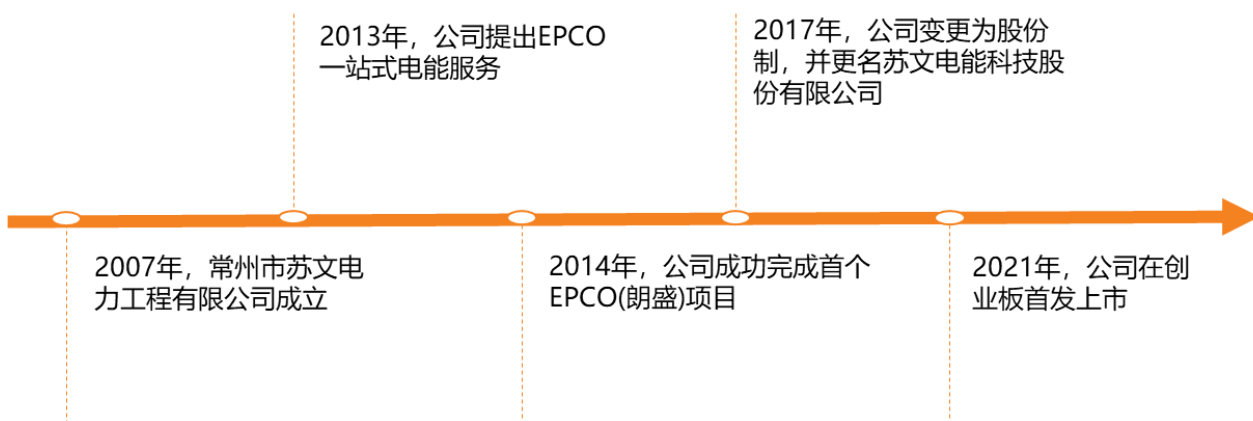 2013年，公司提出EPCO
一站式电能服务
2017年，公司变更为股份
制，并更名苏文电能科技股
份有限公司
2007年，常州市苏文电
力工程有限公司成立
2014年，公司成功完成首个
EPCO(朗盛)项目
2021年，公司在创
业板首发上市